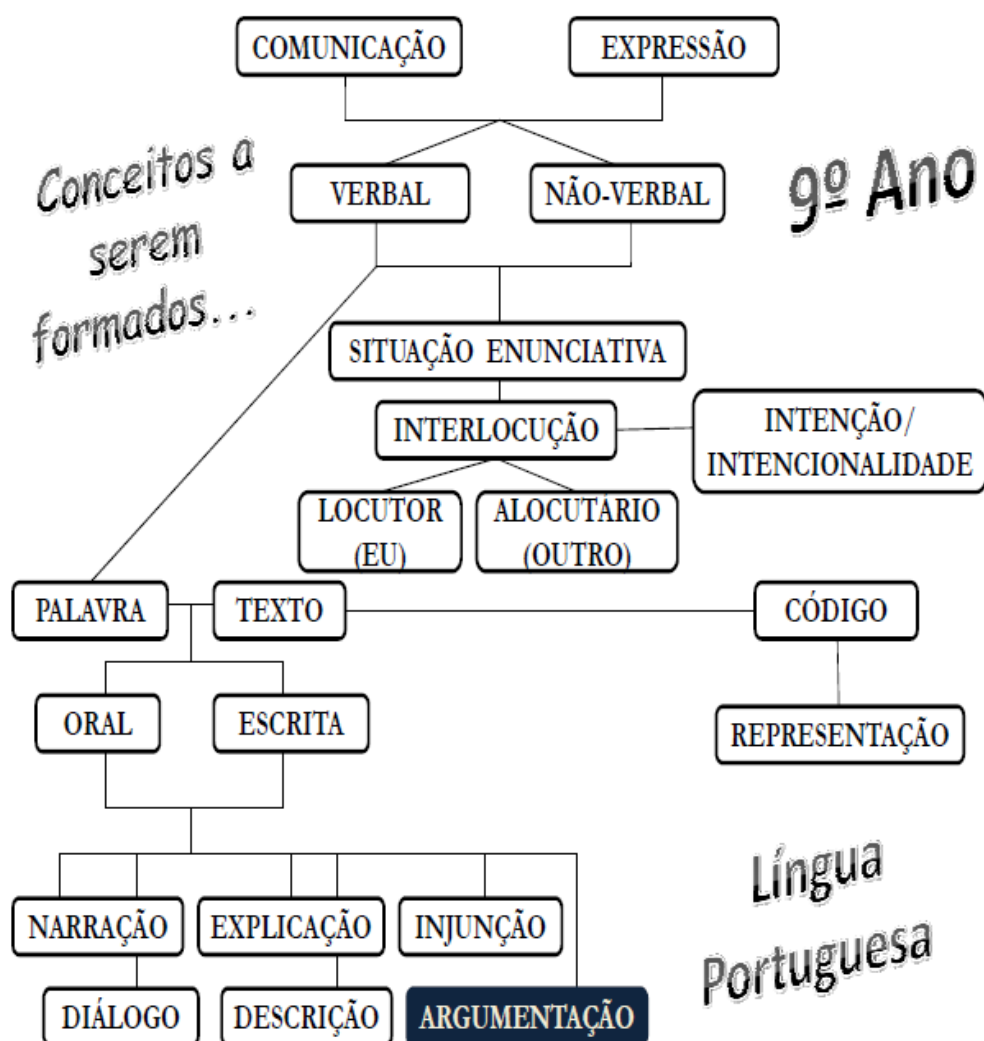 COMUNICAÇÃO
EXPRESSÃO
Conceitos a
serem
formados...
9º Ano
VERBAL
NÃO-VERBAL
SITUAÇÃO ENUNCIATIVA
INTERLOCUÇÃO
INTENÇÃO/
INTENCIONALIDADE
LOCUTOR
(EU)
ALOCUTÁRIO
(OUTRO)
PALAVRA
TEXTO
CÓDIGO
ORAL
ESCRITA
REPRESENTAÇÃO
NARRAÇÃO
EXPLICAÇÃO
INJUNÇÃO
DIÁLOGO
DESCRIÇÃO
ARGUMENTAÇÃO
Língua
Portuguesa